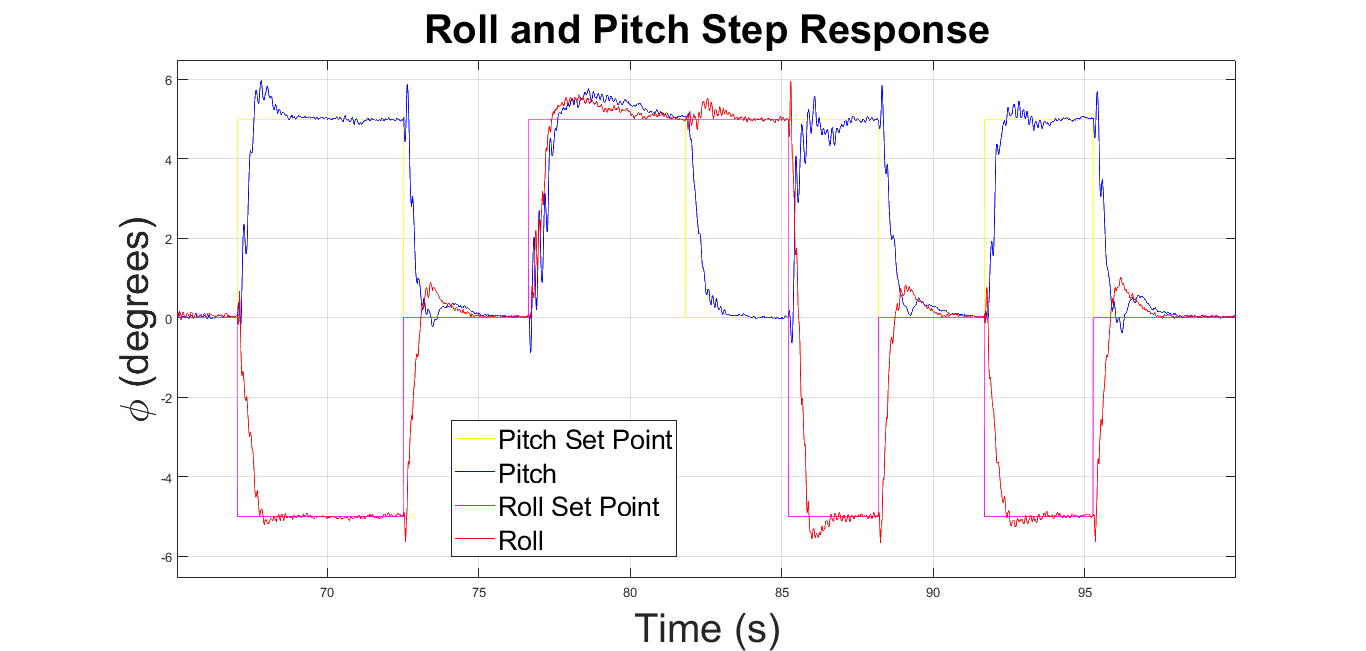 Roll and Pitch Step Response
6
4
2
0
-2
-4
-6
ϕ (degrees)
Pitch Set Point
Pitch
Roll Set Point
Roll
70 75 80 85 90 95
Time (s)